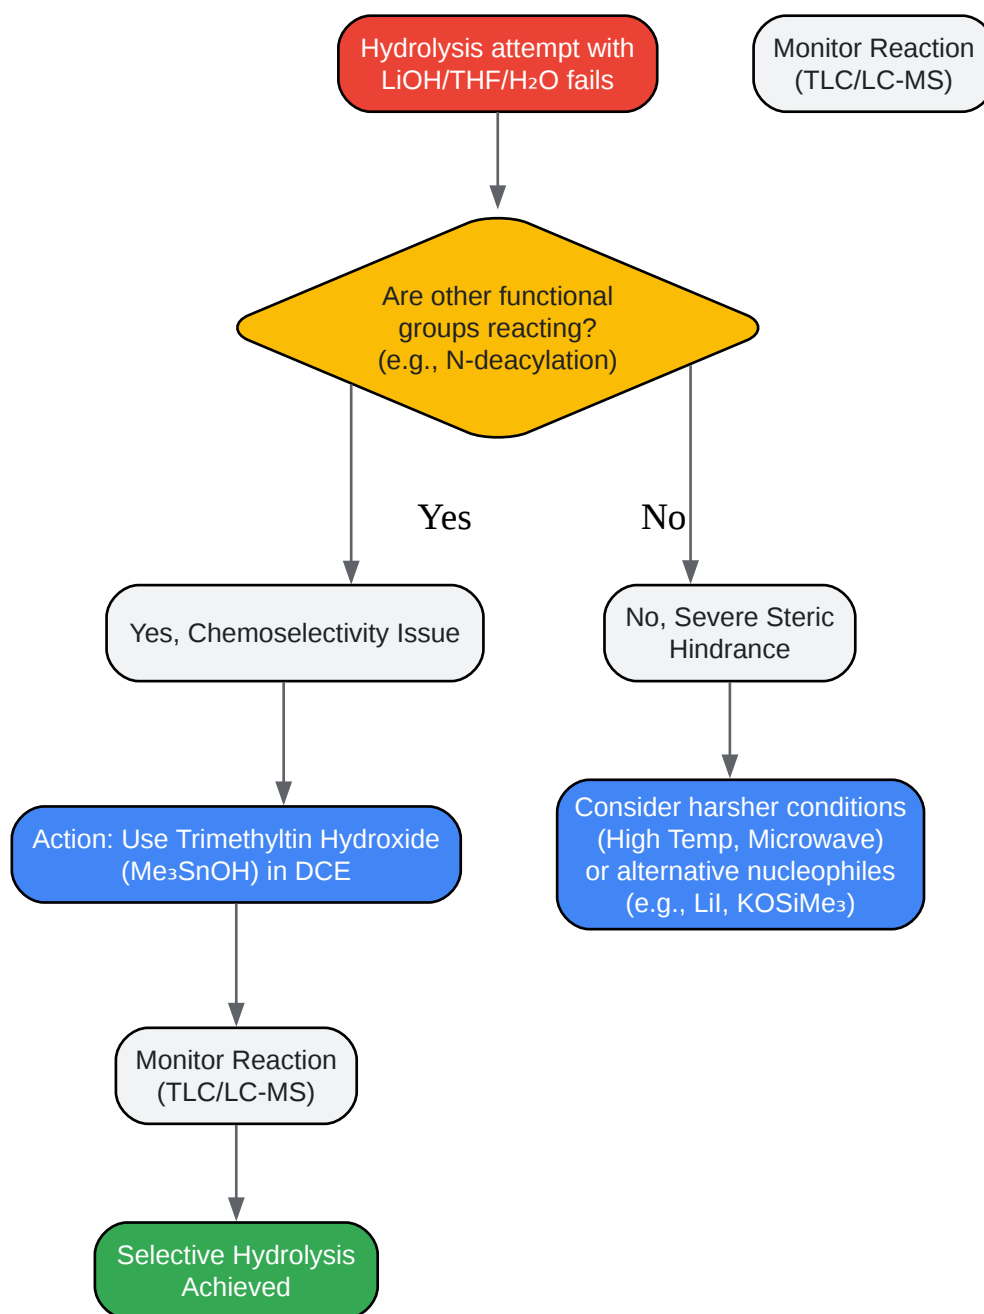 Hydrolysis attempt with
LiOH/THF/H₂O fails
Monitor Reaction
(TLC/LC-MS)
Are other functional
groups reacting?
(e.g., N-deacylation)
Yes
No
Yes, Chemoselectivity Issue
No, Severe Steric
Hindrance
Action: Use Trimethyltin Hydroxide
(Me₃SnOH) in DCE
Consider harsher conditions
(High Temp, Microwave)
or alternative nucleophiles
(e.g., LiI, KOSiMe₃)
Monitor Reaction
(TLC/LC-MS)
Selective Hydrolysis
Achieved